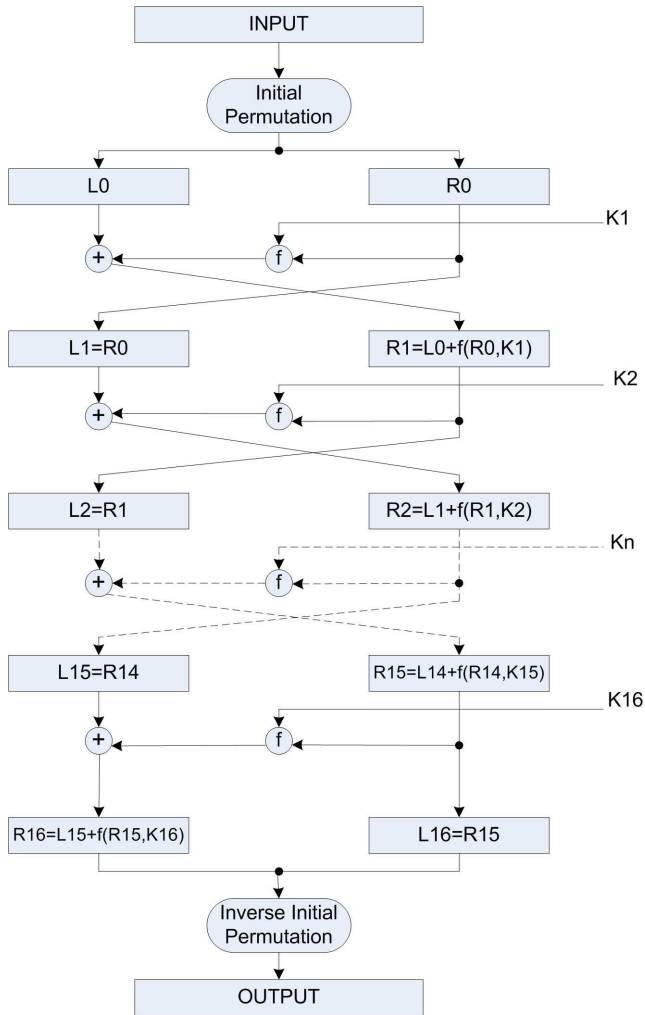 INPUT
Initial
Permutation
L0
R0
K1
+
f
L1=R0
R1=L0+f(R0,K1)
K2
+
f
L2=R1
R2=L1+f(R1,K2)
Kn
+
f
L15=R14
R15=L14+f(R14,K15)
K16
+
f
R16=L15+f(R15,K16)
L16=R15
Inverse Initial
Permutation
OUTPUT